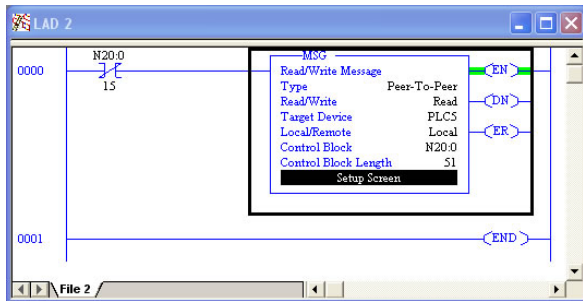 LAD 2
N20:0
0000
15
MSG
Read/Write Message
Type Peer-To-Peer
Read/Write Read
Target Device PLC5
Local/Remote Local
Control Block N20:0
Control Block Length 51
Setup Screen
EN
DN
ER
0001
END
File 2